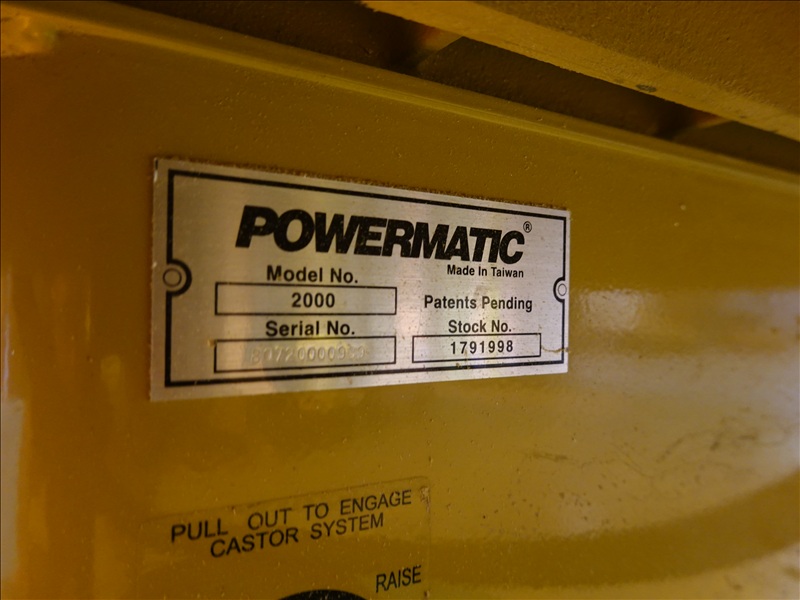 POWERMATIC®
Made In Taiwan
Model No.
2000
Patents Pending
Serial No.
Stock No.
1791998
PULL OUT TO ENGAGE
CASTOR SYSTEM
RAISE